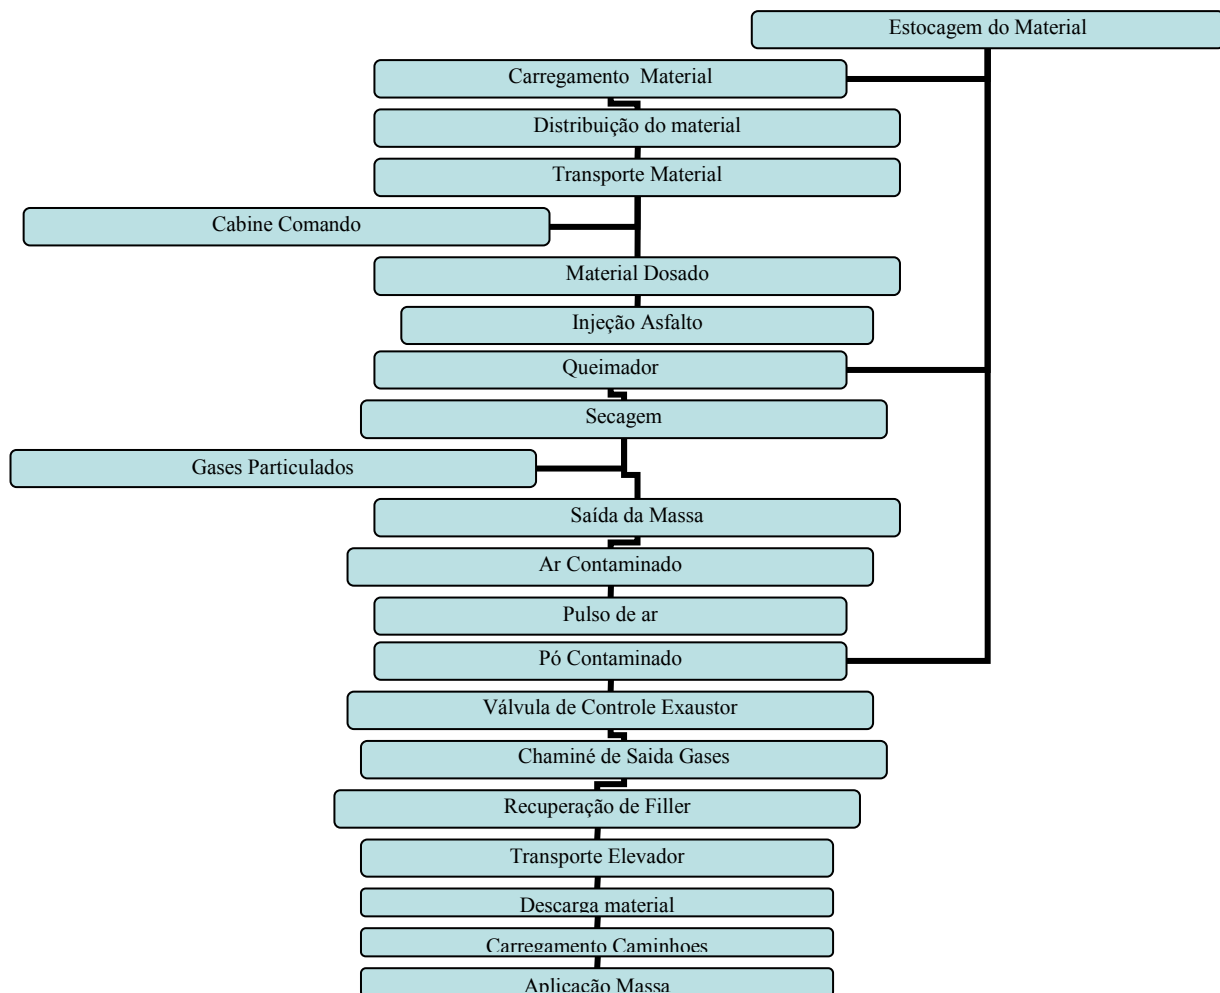 Estocagem do Material
Carregamento Material
Distribuição do material
Transporte Material
Cabine Comando
Material Dosado
Injeção Asfalto
Queimador
Secagem
Gases Particulados
Saída da Massa
Ar Contaminado
Pulso de ar
Pó Contaminado
Válvula de Controle Exaustor
Chaminé de Saida Gases
Recuperação de Filler
Transporte Elevador
Descarga material
Carregamento Caminhoes
Aplicação Massa